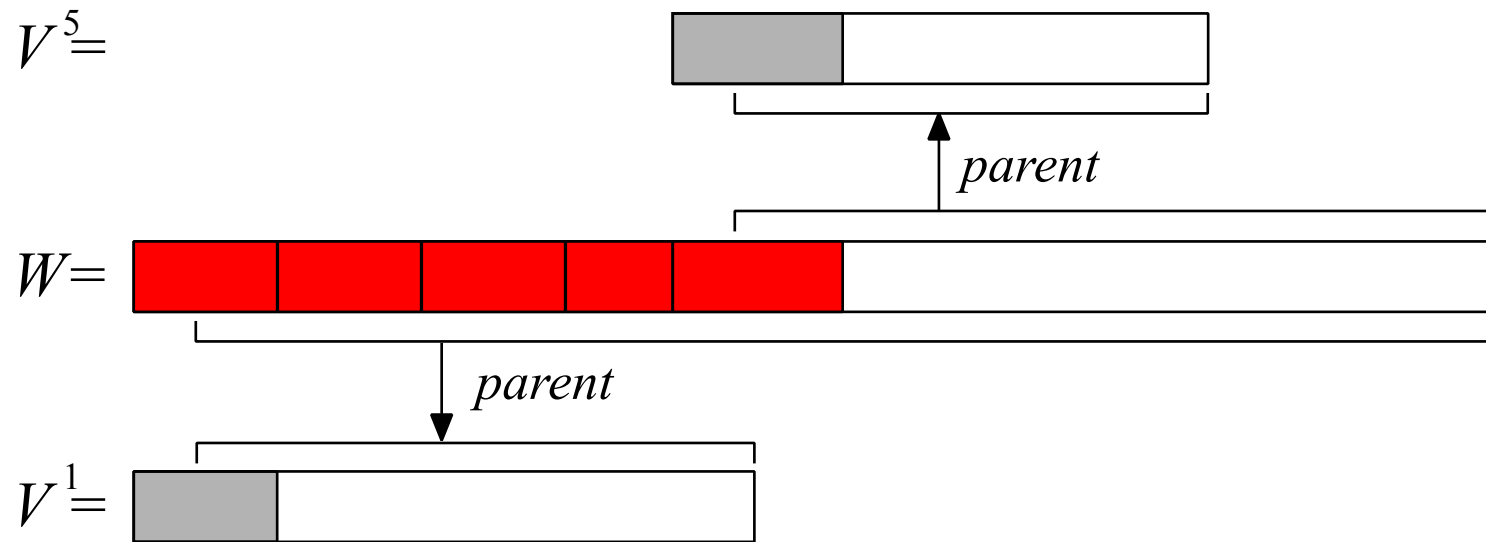 V⁵=
parent
W=
parent
V¹=